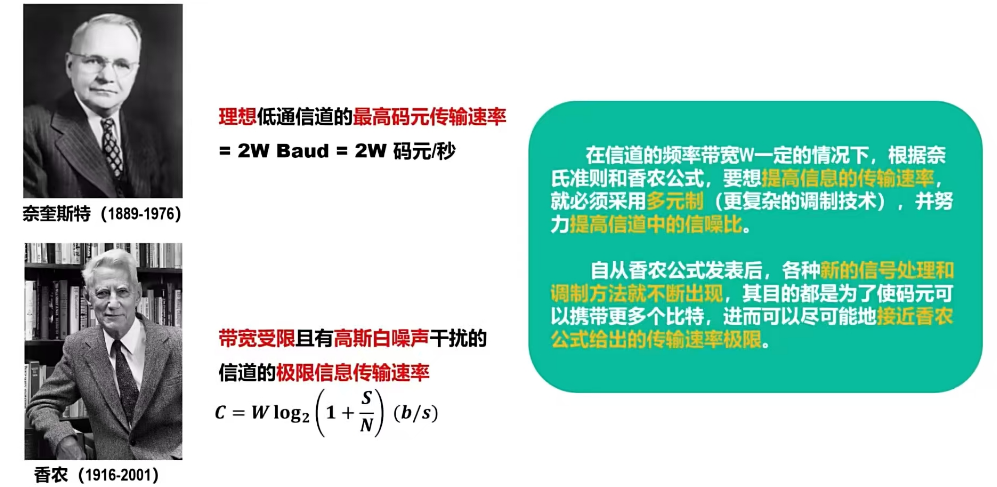 理想低通信道的最高码元传输速率
= 2W Baud = 2W 码元/秒
奈奎斯特（1889-1976）
带宽受限且有高斯白噪声干扰的
信道的极限信息传输速率
C = W log₂ (1 + S/N) (b/s)
香农（1916-2001）
在信道的频率带宽W一定的情况下，根据奈
氏准则和香农公式，要想提高信息的传输速率，
就必须采用多元制（更复杂的调制技术），并努
力提高信道中的信噪比。
自从香农公式发表后，各种新的信号处理和
调制方法就不断出现，其目的都是为了使码元可
以携带更多个比特，进而可以尽可能地接近香农
公式给出的传输速率极限。